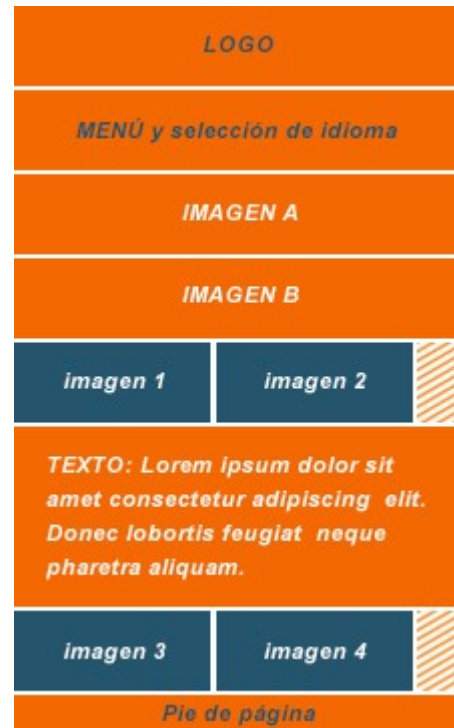 LOGO
MENÚ y selección de idioma
IMAGEN A
IMAGEN B
imagen 1
imagen 2
TEXTO: Lorem ipsum dolor sit
amet consectetur adipiscing elit.
Donec lobortis feugiat neque
pharetra aliquam.
imagen 3
imagen 4
Pie de página